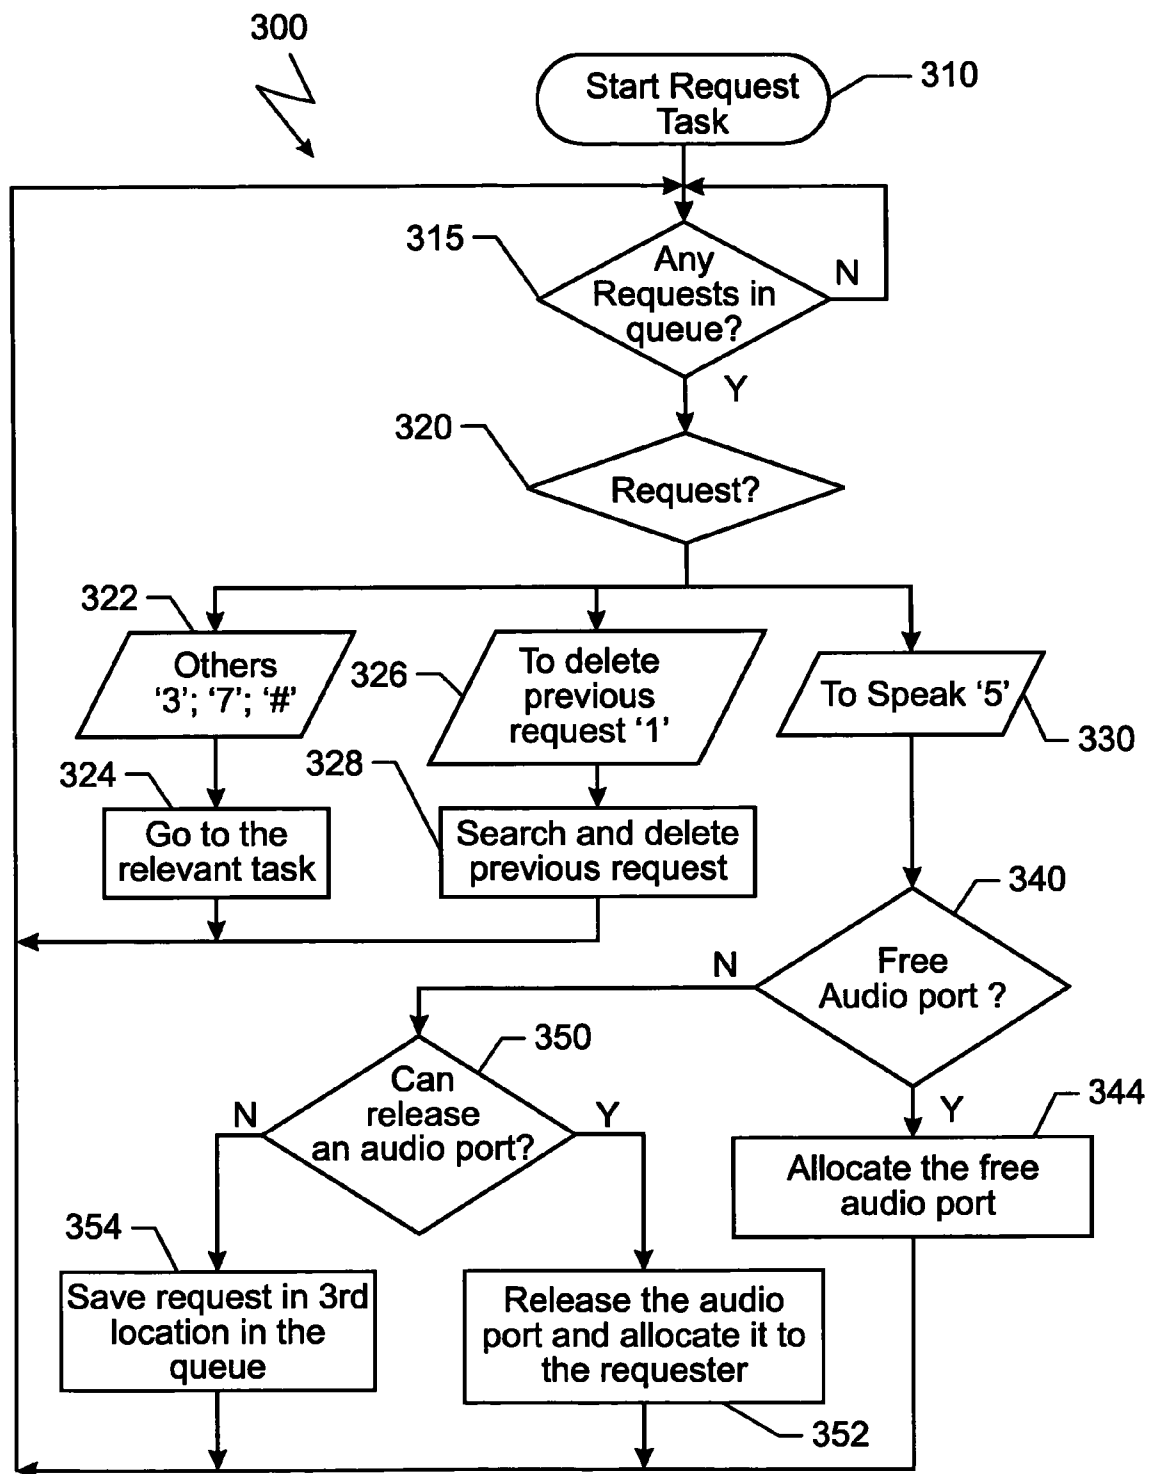 300
Start Request
Task
310
315
Any
Requests in
queue?
N
Y
320
Request?
322
Others
‘3’; ‘7’; ‘#’
326
To delete
previous
request ‘1’
To Speak ‘5’
330
324
Go to the
relevant task
328
Search and delete
previous request
340
Free
Audio port ?
N
Y
350
Can
release
an audio port?
N
Y
344
Allocate the free
audio port
354
Save request in 3rd
location in the
queue
Release the audio
port and allocate it to
the requester
352